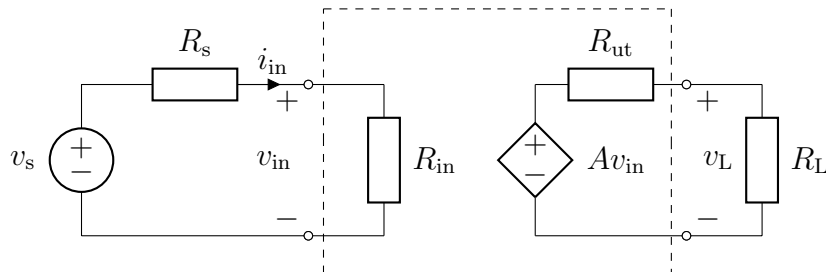 R_s
i_in
R_ut
+
+
v_s
+
−
v_in
R_in
+
−
Av_in
v_L
R_L
−
−